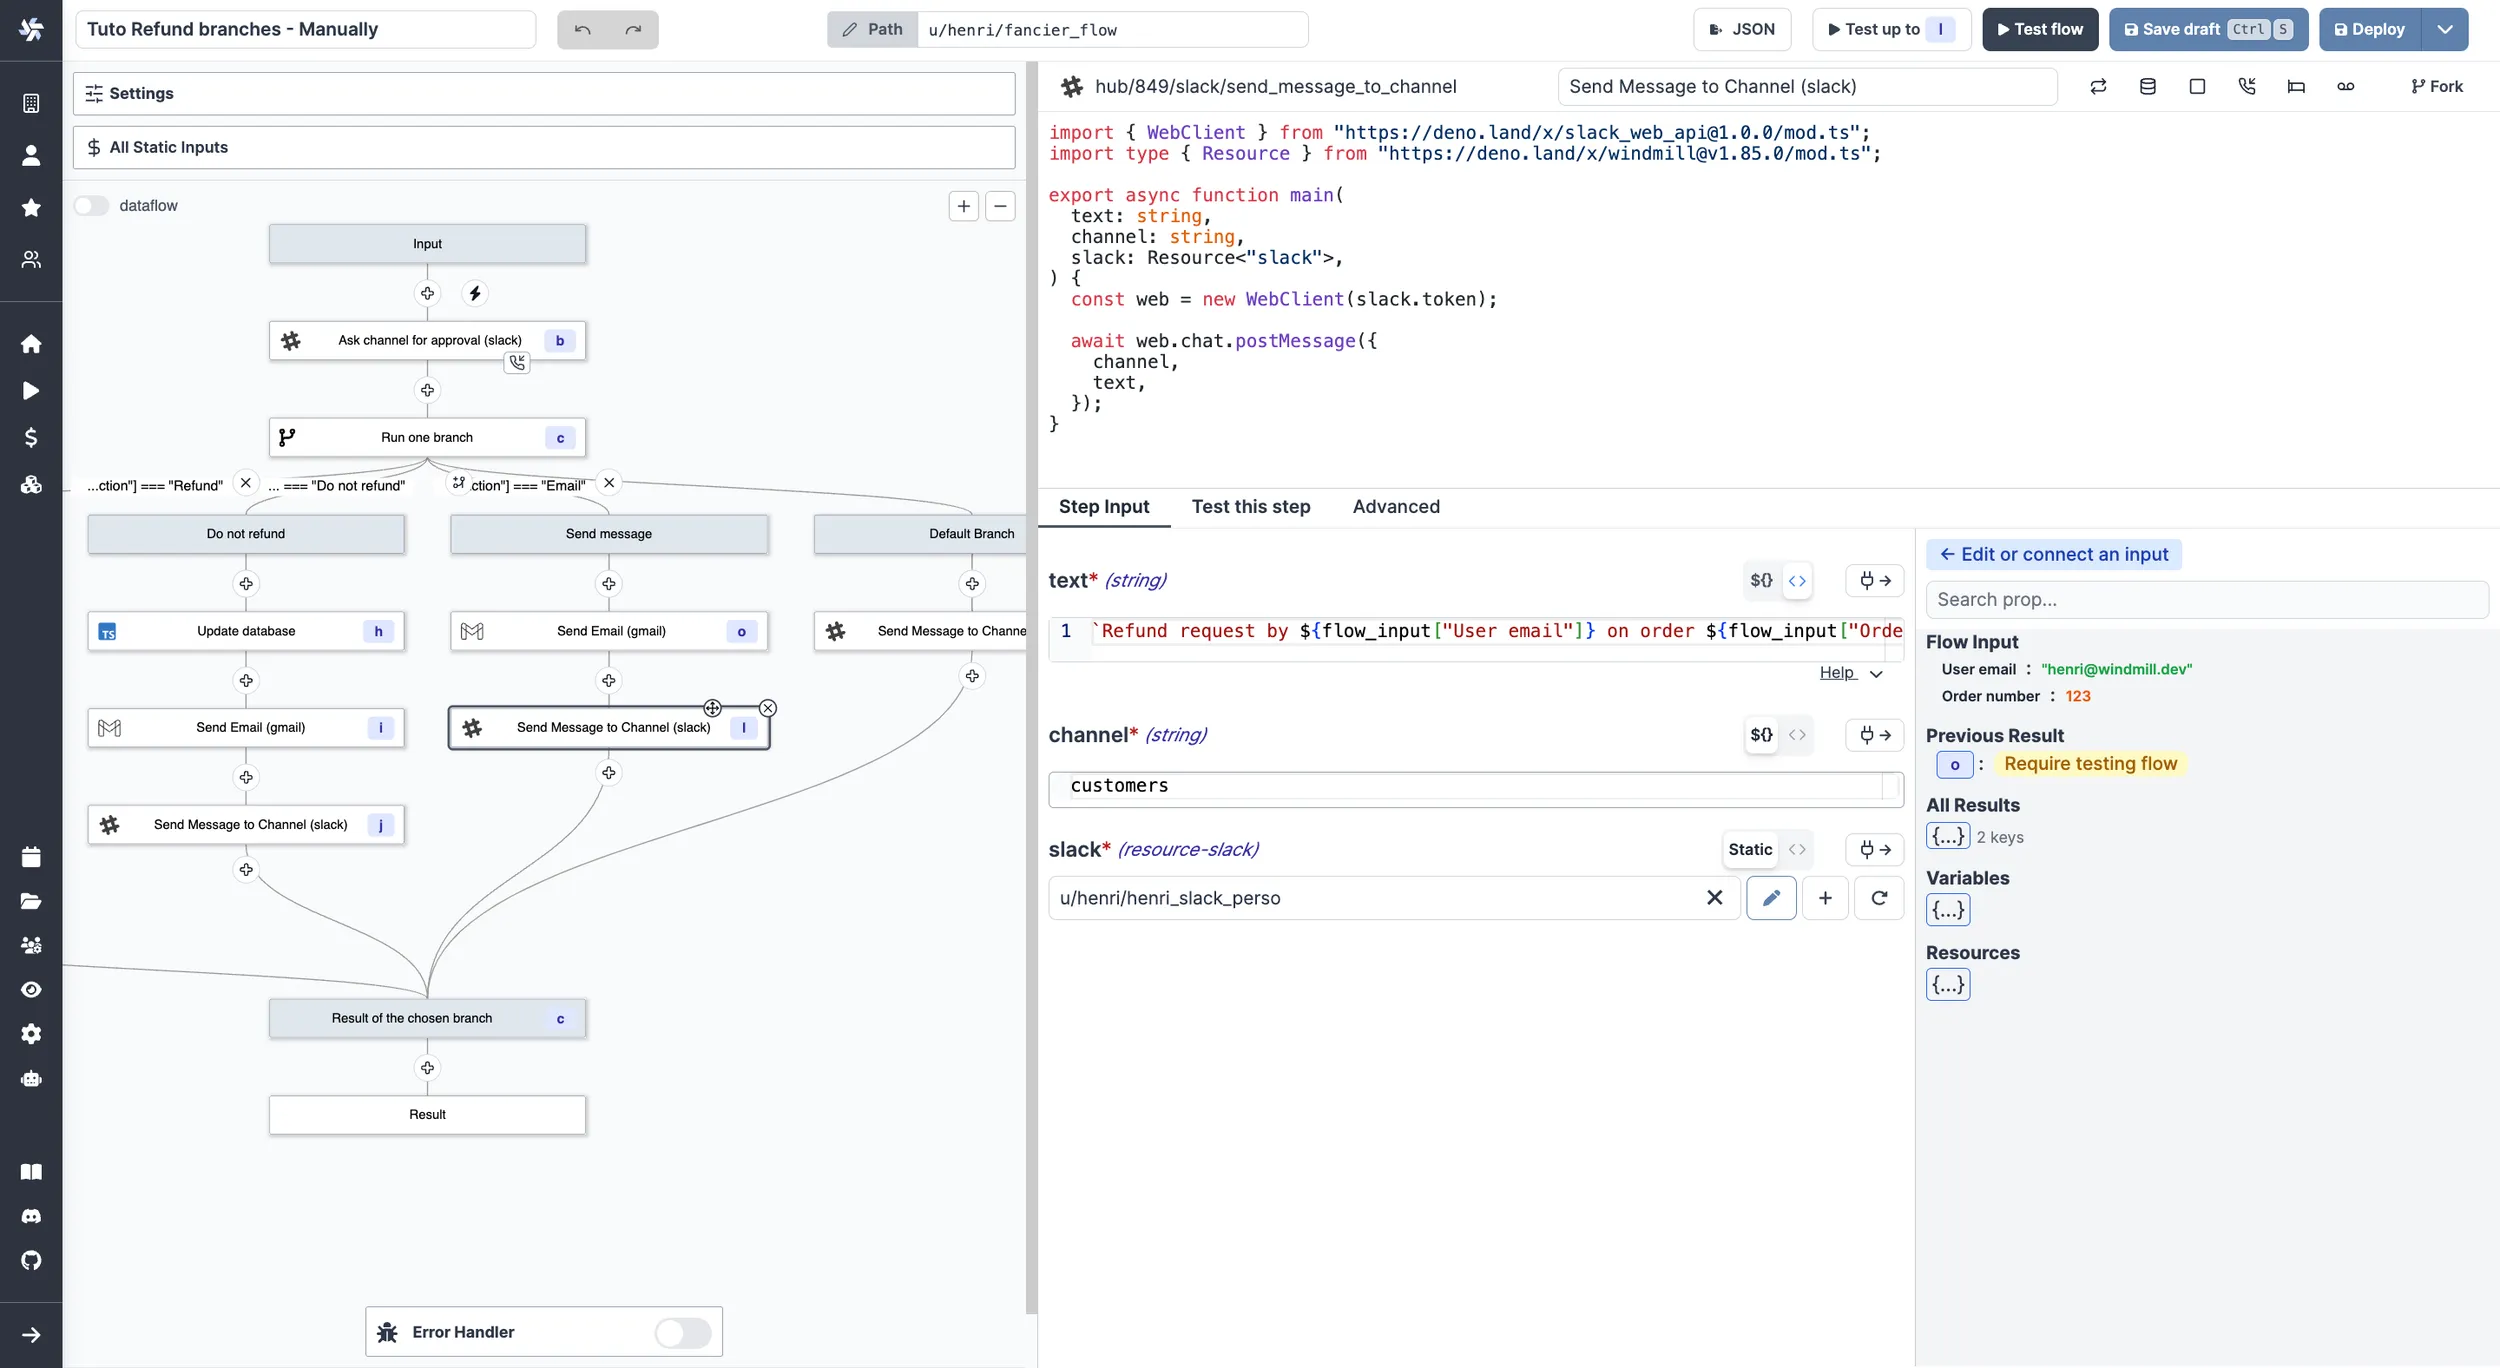 Tuto Refund branches - Manually
Path
u/henri/fancier_flow
JSON
Test up to l
Test flow
Save draft Ctrl S
Deploy
Settings
All Static Inputs
dataflow
Input
Ask channel for approval (slack) b
Run one branch c
...ction"] === "Refund"
... === "Do not refund"
ction"] === "Email"
Do not refund
Send message
Default Branch
Update database h
TS
Send Email (gmail) o
Send Message to Channe
Send Email (gmail) i
Send Message to Channel (slack) l
Send Message to Channel (slack) j
Result of the chosen branch c
Result
Error Handler
hub/849/slack/send_message_to_channel
Send Message to Channel (slack)
Fork
import { WebClient } from "https://deno.land/x/slack_web_api@1.0.0/mod.ts";
import type { Resource } from "https://deno.land/x/windmill@v1.85.0/mod.ts";
export async function main(
text: string,
channel: string,
slack: Resource<"slack">,
) {
const web = new WebClient(slack.token);
await web.chat.postMessage({
channel,
text,
});
}
Step Input
Test this step
Advanced
text* (string)
${} <>
1 `Refund request by ${flow_input["User email"]} on order ${flow_input["Orde
Help
channel* (string)
${} <>
customers
slack* (resource-slack)
Static <>
u/henri/henri_slack_perso
← Edit or connect an input
Search prop...
Flow Input
User email : "henri@windmill.dev"
Order number : 123
Previous Result
o : Require testing flow
All Results
{...} 2 keys
Variables
{...}
Resources
{...}